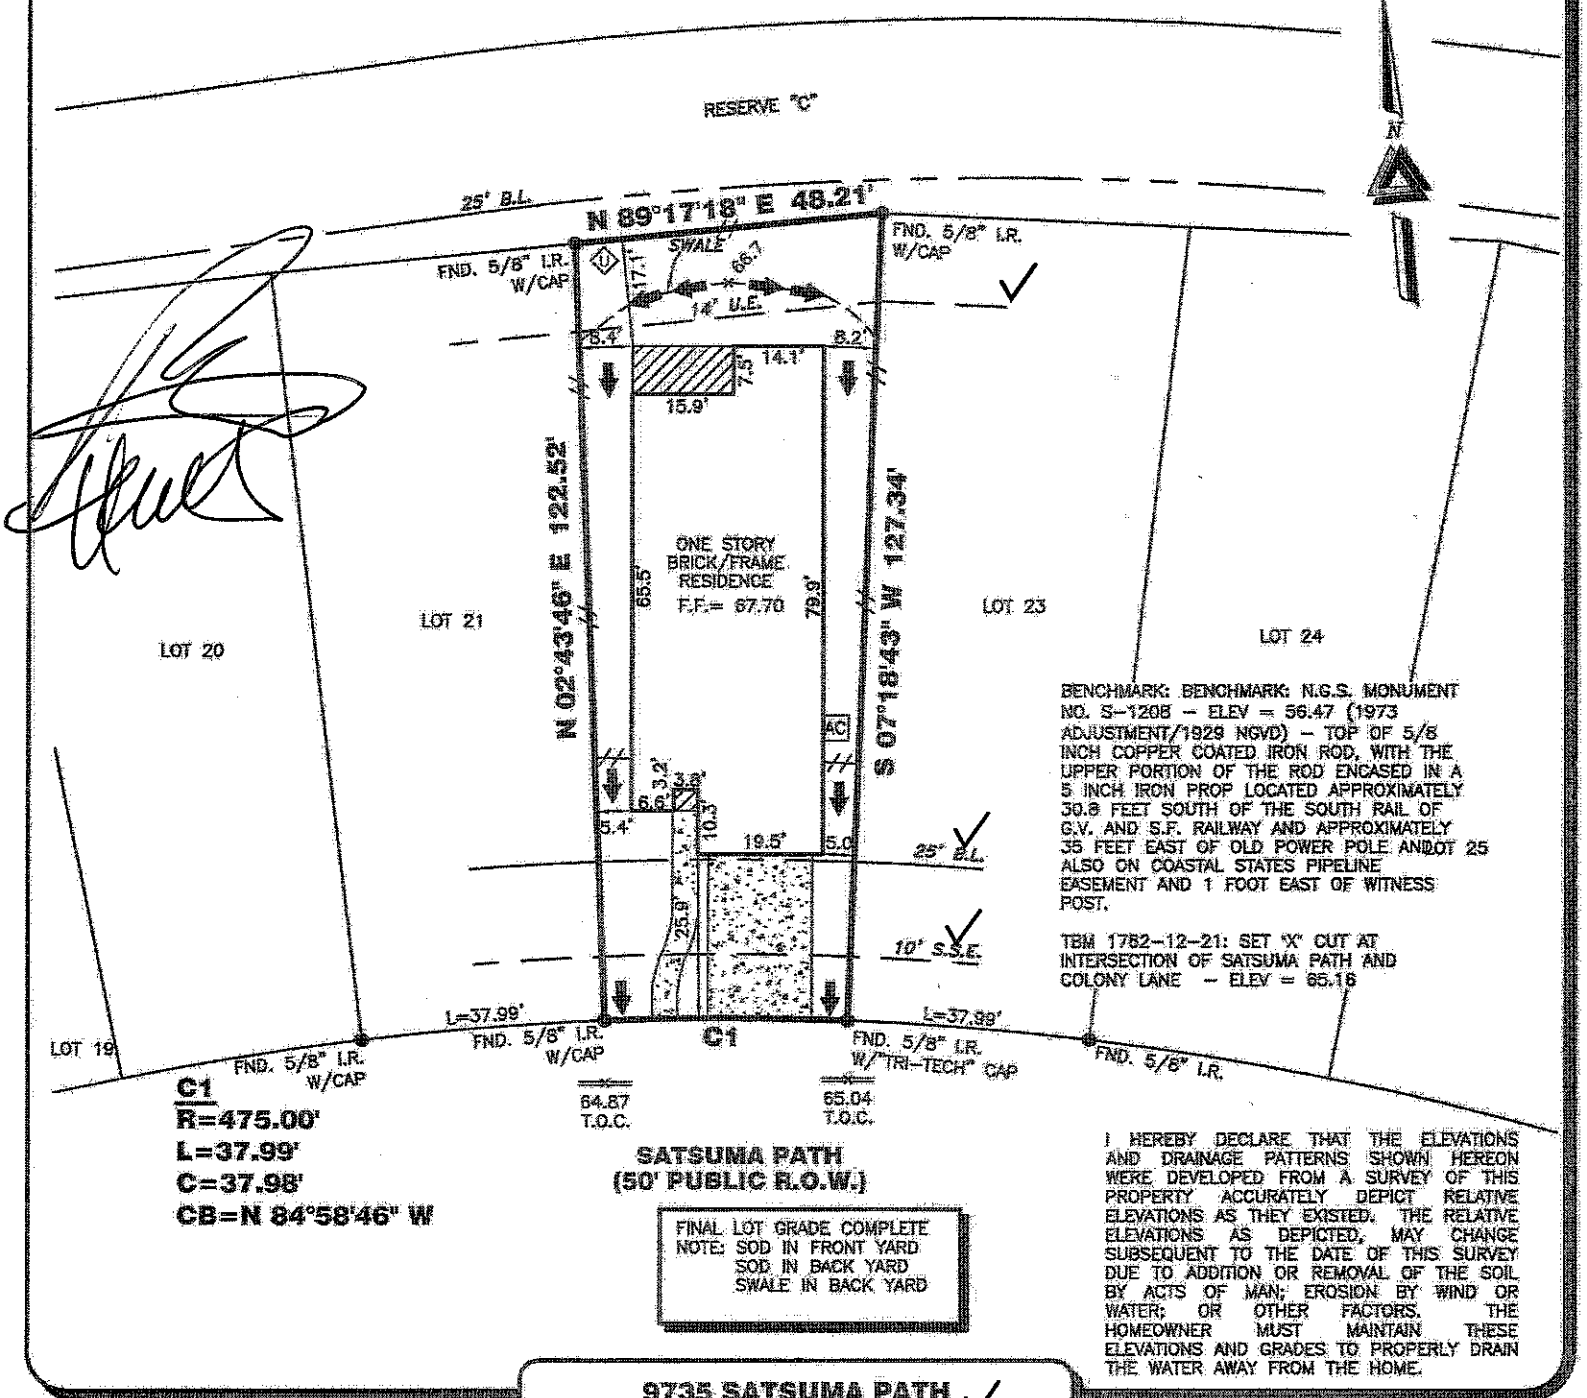 RESERVE "C"
N
25' B.L.
N 89°17'18" E 48.21'
SWALE
FND. 5/8" I.R.
W/CAP
FND. 5/8" I.R.
W/CAP
U
17.1'
66.7
14' U.E.
8.4'
8.2'
14.1'
7.5'
15.9'
N 02°43'46" E 122.52'
S 07°18'43" W 127.34'
ONE STORY
BRICK/FRAME
RESIDENCE
F.F.= 67.70
65.5'
79.9'
LOT 20
LOT 21
LOT 23
LOT 24
AC
BENCHMARK: BENCHMARK: N.G.S. MONUMENT
NO. S-1208 - ELEV = 56.47 (1973
ADJUSTMENT/1929 NGVD) - TOP OF 5/8
INCH COPPER COATED IRON ROD, WITH THE
UPPER PORTION OF THE ROD ENCASED IN A
5 INCH IRON PROP LOCATED APPROXIMATELY
30.8 FEET SOUTH OF THE SOUTH RAIL OF
G.V. AND S.F. RAILWAY AND APPROXIMATELY
35 FEET EAST OF OLD POWER POLE AND
LOT 25
ALSO ON COASTAL STATES PIPELINE
EASEMENT AND 1 FOOT EAST OF WITNESS
POST.
TBM 1762-12-21: SET 'X' CUT AT
INTERSECTION OF SATSUMA PATH AND
COLONY LANE - ELEV = 65.16
3.2'
6.6'
5.4'
10.3'
19.5'
5.0'
25' B.L.
25.9'
10' S.S.E.
L=37.99'
L=37.99'
LOT 19
FND. 5/8" I.R.
W/CAP
FND. 5/8" I.R.
W/CAP
C1
FND. 5/8" I.R.
W/"TRI-TECH" CAP
FND. 5/8" I.R.
64.87
T.O.C.
65.04
T.O.C.
C1
R=475.00'
L=37.99'
C=37.98'
CB=N 84°58'46" W
SATSUMA PATH
(50' PUBLIC R.O.W.)
FINAL LOT GRADE COMPLETE
NOTE: SOD IN FRONT YARD
SOD IN BACK YARD
SWALE IN BACK YARD
I HEREBY DECLARE THAT THE ELEVATIONS
AND DRAINAGE PATTERNS SHOWN HEREON
WERE DEVELOPED FROM A SURVEY OF THIS
PROPERTY ACCURATELY DEPICT RELATIVE
ELEVATIONS AS THEY EXISTED. THE RELATIVE
ELEVATIONS AS DEPICTED, MAY CHANGE
SUBSEQUENT TO THE DATE OF THIS SURVEY
DUE TO ADDITION OR REMOVAL OF THE SOIL
BY ACTS OF MAN; EROSION BY WIND OR
WATER; OR OTHER FACTORS. THE
HOMEOWNER MUST MAINTAIN THESE
ELEVATIONS AND GRADES TO PROPERLY DRAIN
THE WATER AWAY FROM THE HOME.
9735 SATSUMA PATH